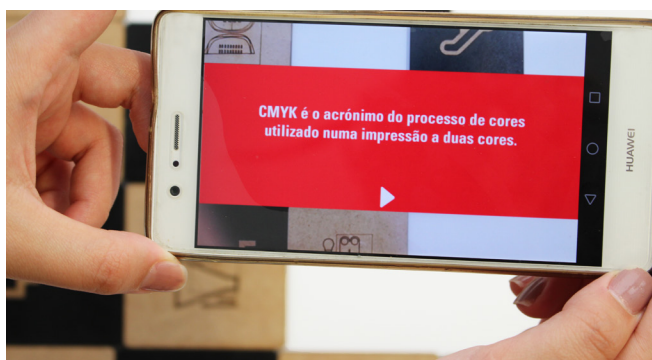 CMYK é o acrónimo do processo de cores
utilizado numa impressão a duas cores.
HUAWEI